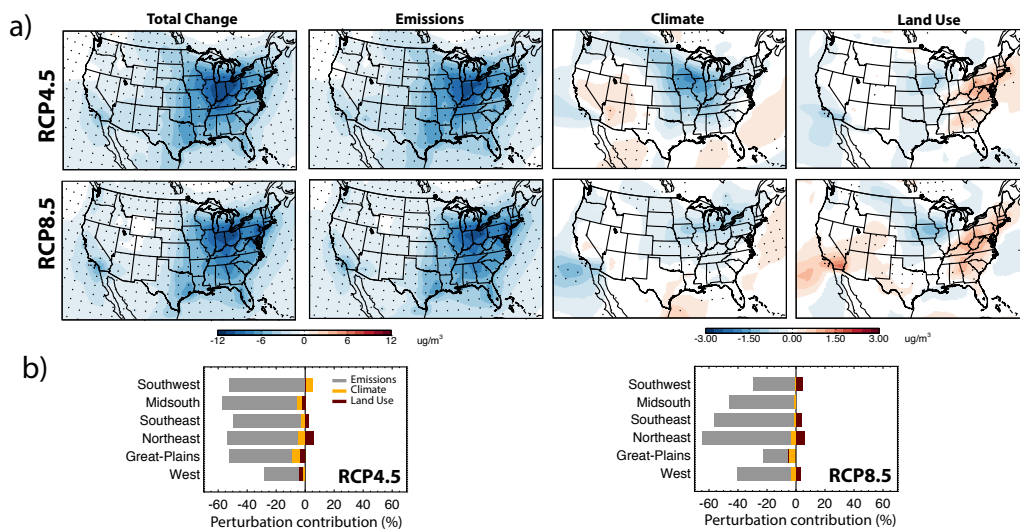 Total Change Emissions Climate Land Use
a)
RCP4.5
RCP8.5
-12 -6 0 6 12 ug/m³
-3.00 -1.50 0.00 1.50 3.00 ug/m³
b)
Southwest
Midsouth
Southeast
Northeast
Great-Plains
West
Emissions
Climate
Land Use
RCP4.5
-60 -40 -20 0 20 40 60
Perturbation contribution (%)
Southwest
Midsouth
Southeast
Northeast
Great-Plains
West
RCP8.5
-60 -40 -20 0 20 40 60
Perturbation contribution (%)